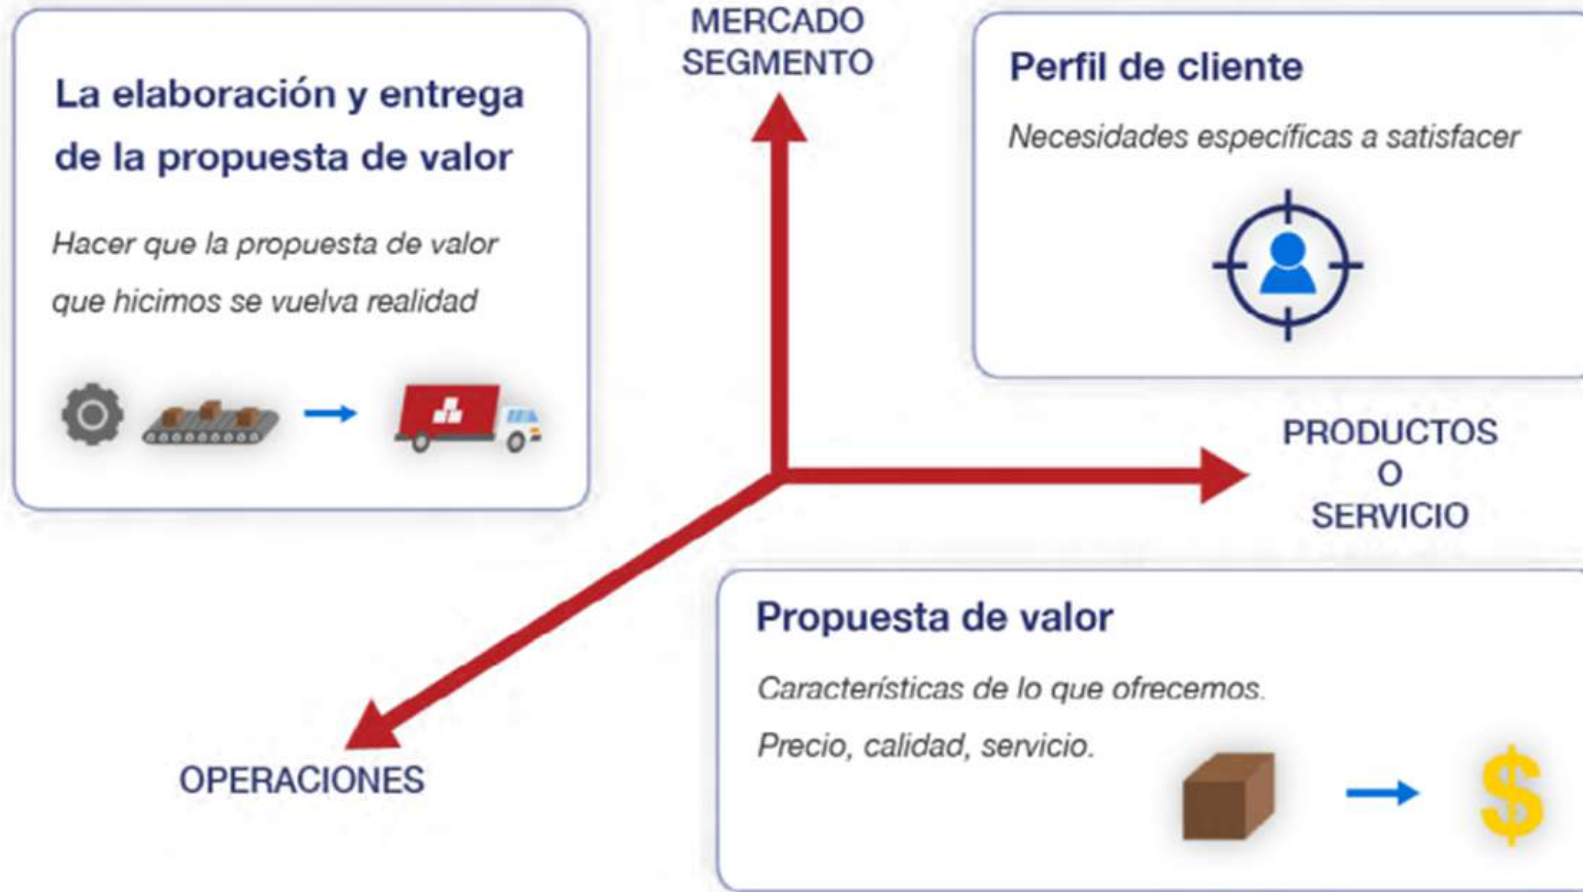 La elaboración y entrega
de la propuesta de valor
Hacer que la propuesta de valor
que hicimos se vuelva realidad
MERCADO
SEGMENTO
Perfil de cliente
Necesidades específicas a satisfacer
PRODUCTOS
O
SERVICIO
OPERACIONES
Propuesta de valor
Características de lo que ofrecemos.
Precio, calidad, servicio.
$